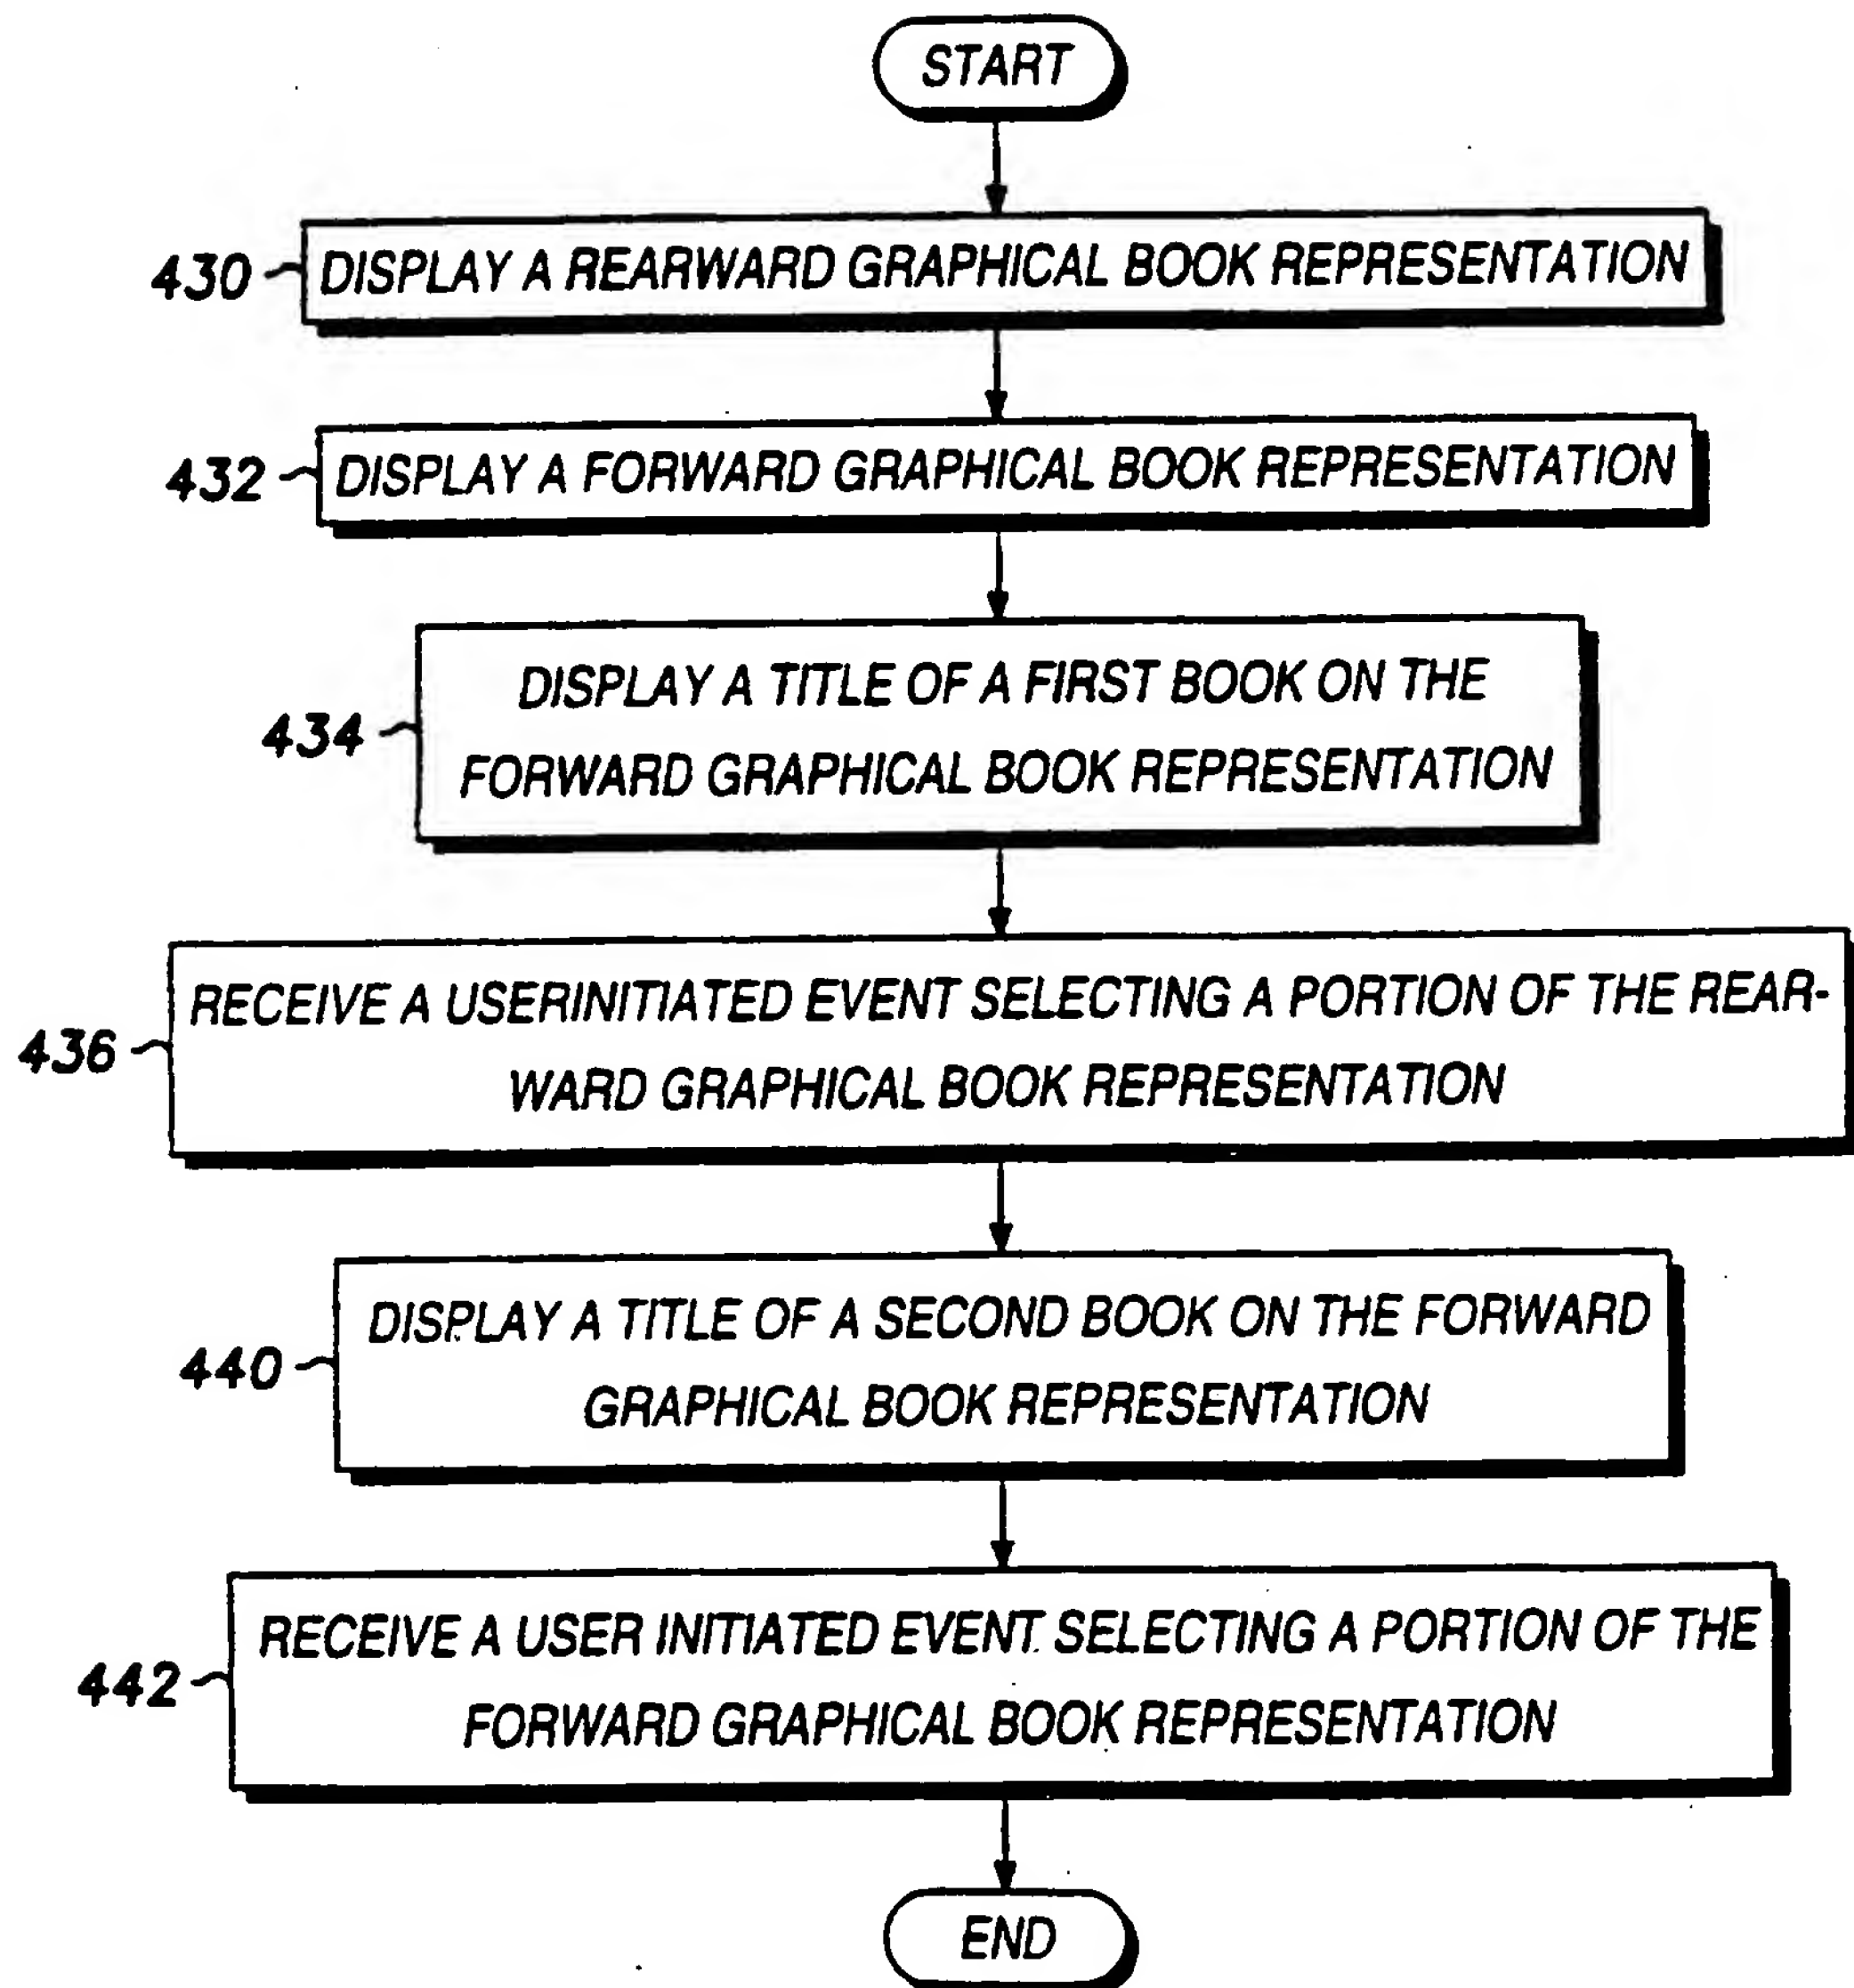 START
430 DISPLAY A REARWARD GRAPHICAL BOOK REPRESENTATION
432 DISPLAY A FORWARD GRAPHICAL BOOK REPRESENTATION
434
DISPLAY A TITLE OF A FIRST BOOK ON THE
FORWARD GRAPHICAL BOOK REPRESENTATION
436
RECEIVE A USERINITIATED EVENT SELECTING A PORTION OF THE REAR-
WARD GRAPHICAL BOOK REPRESENTATION
440
DISPLAY A TITLE OF A SECOND BOOK ON THE FORWARD
GRAPHICAL BOOK REPRESENTATION
442
RECEIVE A USER INITIATED EVENT SELECTING A PORTION OF THE
FORWARD GRAPHICAL BOOK REPRESENTATION
END